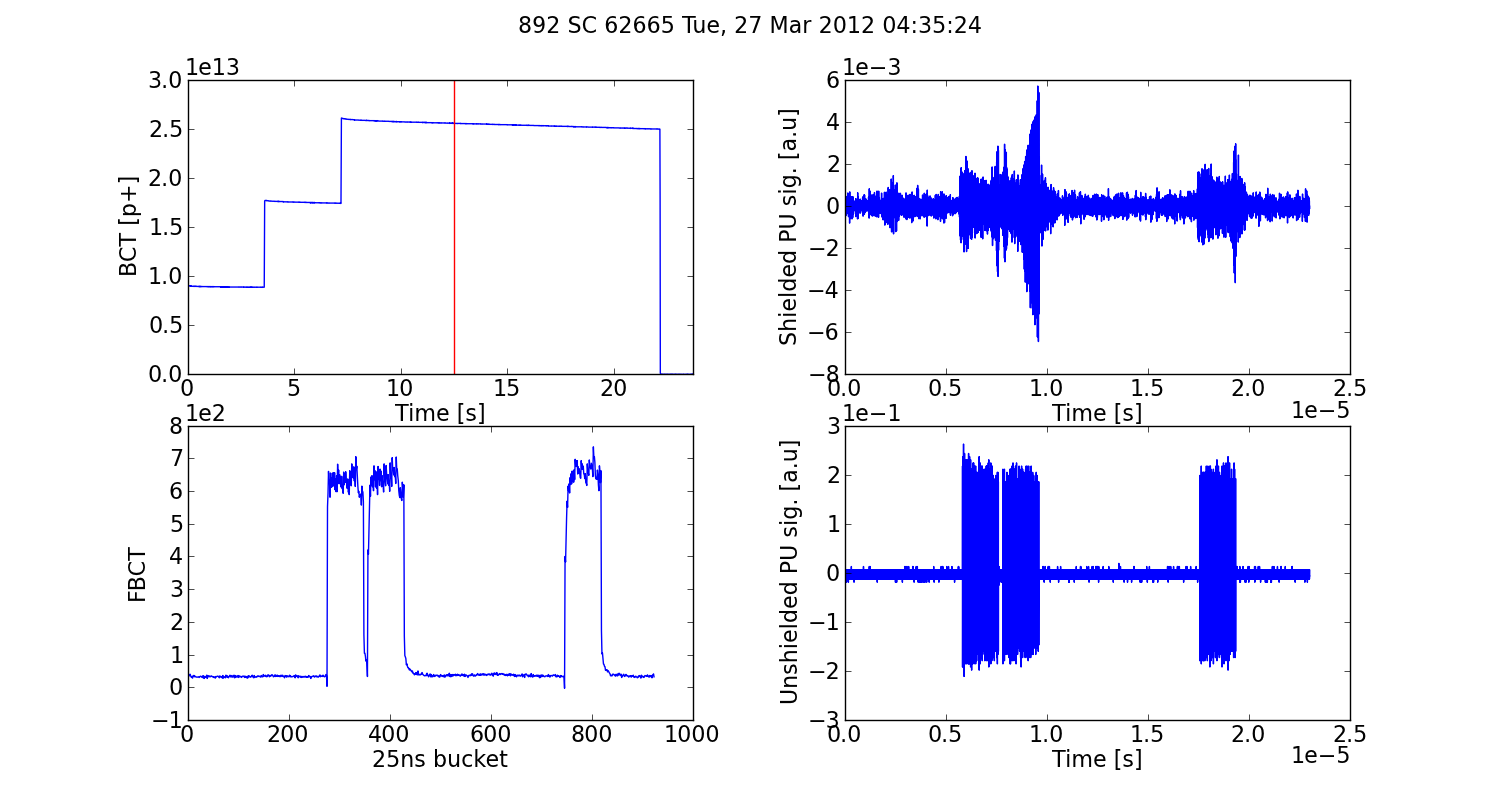 892 SC 62665 Tue, 27 Mar 2012 04:35:24
1e13
3.0
2.5
2.0
1.5
1.0
0.5
0.0
BCT [p+]
0 5 10 15 20
Time [s]
1e−3
6
4
2
0
−2
−4
−6
−8
Shielded PU sig. [a.u]
0.0 0.5 1.0 1.5 2.0 2.5
Time [s]
1e−5
1e2
8
7
6
5
4
3
2
1
0
−1
FBCT
0 200 400 600 800 1000
25ns bucket
1e−1
3
2
1
0
−1
−2
−3
Unshielded PU sig. [a.u]
0.0 0.5 1.0 1.5 2.0 2.5
Time [s]
1e−5